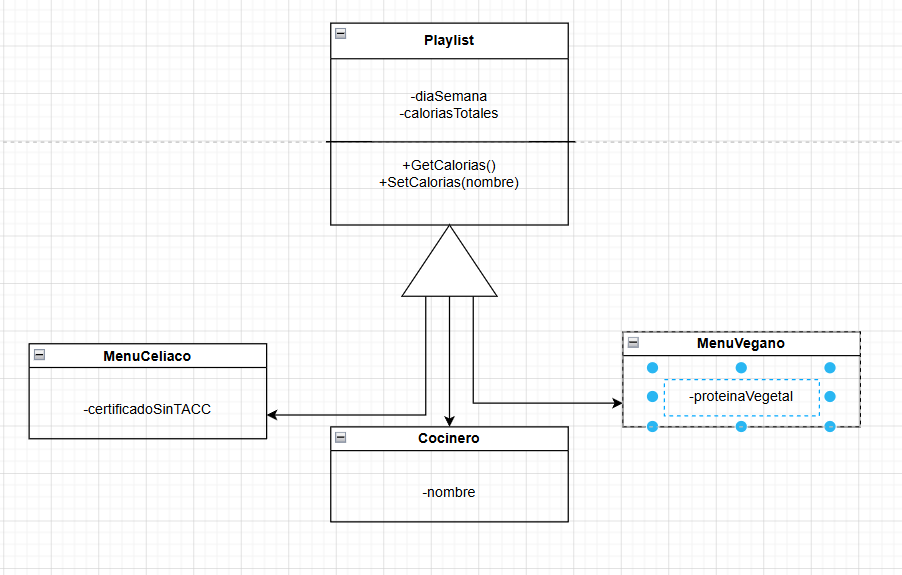 Playlist
-diaSemana
-caloriasTotales
+GetCalorias()
+SetCalorias(nombre)
MenuCeliaco
-certificadoSinTACC
Cocinero
-nombre
MenuVegano
-proteinaVegetal